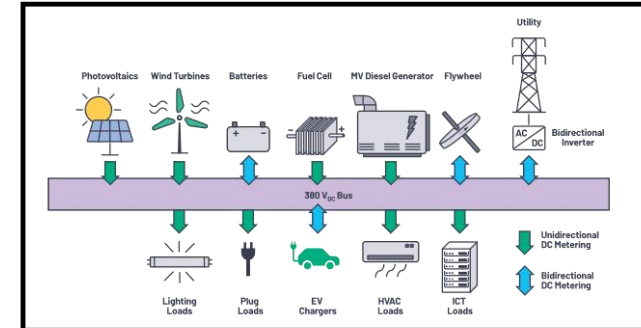 Utility
Photovoltaics Wind Turbines Batteries Fuel Cell MV Diesel Generator Flywheel
AC
DC
Bidirectional
Inverter
380 VDC Bus
Lighting
Loads
Plug
Loads
EV
Chargers
HVAC
Loads
ICT
Loads
Unidirectional
DC Metering
Bidirectional
DC Metering